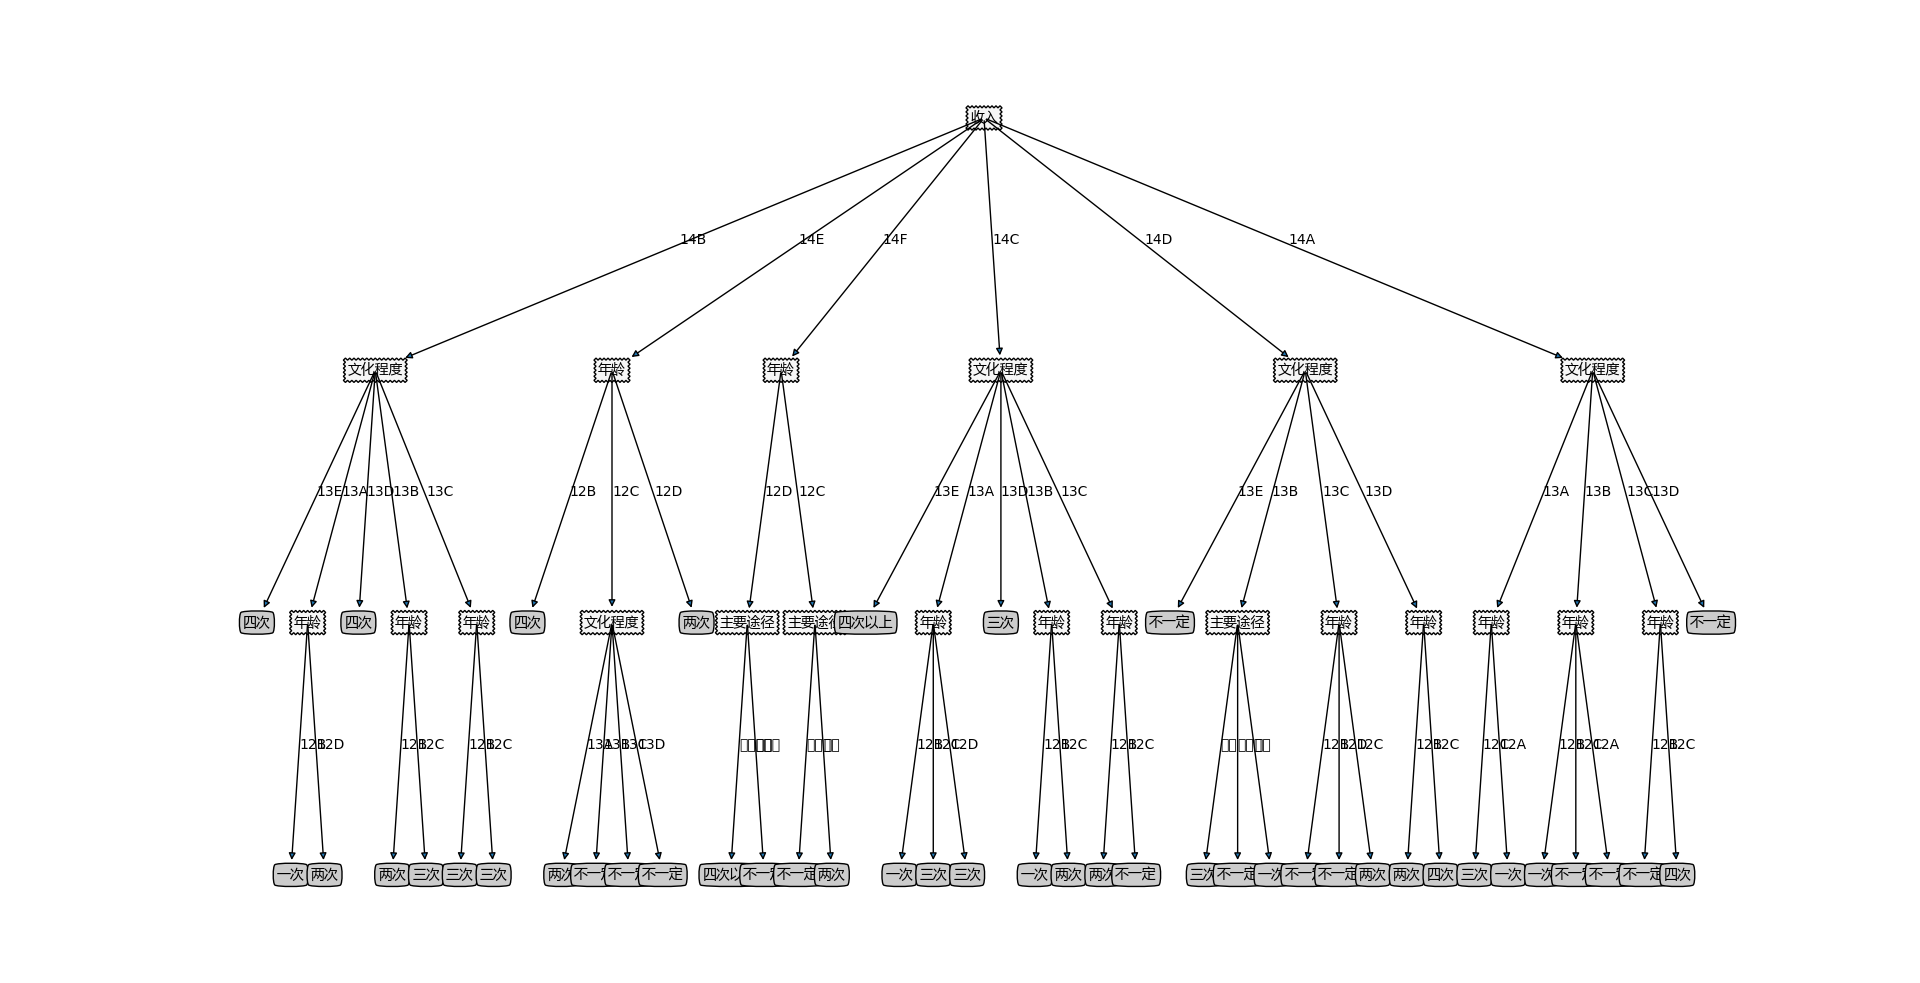 收入
14B 14E 14F 14C 14D 14A
文化程度 年龄 年龄 文化程度 文化程度 文化程度
13E 13A 13D 13B 13C 12B 12C 12D 12D 12C 13E 13A 13D 13B 13C 13E 13B 13C 13D 13A 13B 13C 13D
四次 年龄 四次 年龄 年龄 四次 文化程度 两次 主要途径 主要途径 四次以上 年龄 三次 年龄 年龄 不一定 主要途径 年龄 年龄 年龄 年龄 年龄 不一定
12B 12D 12B 12C 12B 12C 13A 13B 13C 13D 12B 12C 12D 12B 12C 12B 12C 12B 12D 12C 12B 12C 12C 12A 12B 12C 12A 12B 12C
一次 两次 两次 三次 三次 三次 两次 不一定 不一定 不一定 四次以上 不一定 不一定 两次 一次 三次 三次 一次 两次 两次 不一定 三次 不一定 一次 不一定 不一定 两次 两次 四次 三次 一次 一次 不一定 不一定 不一定 四次